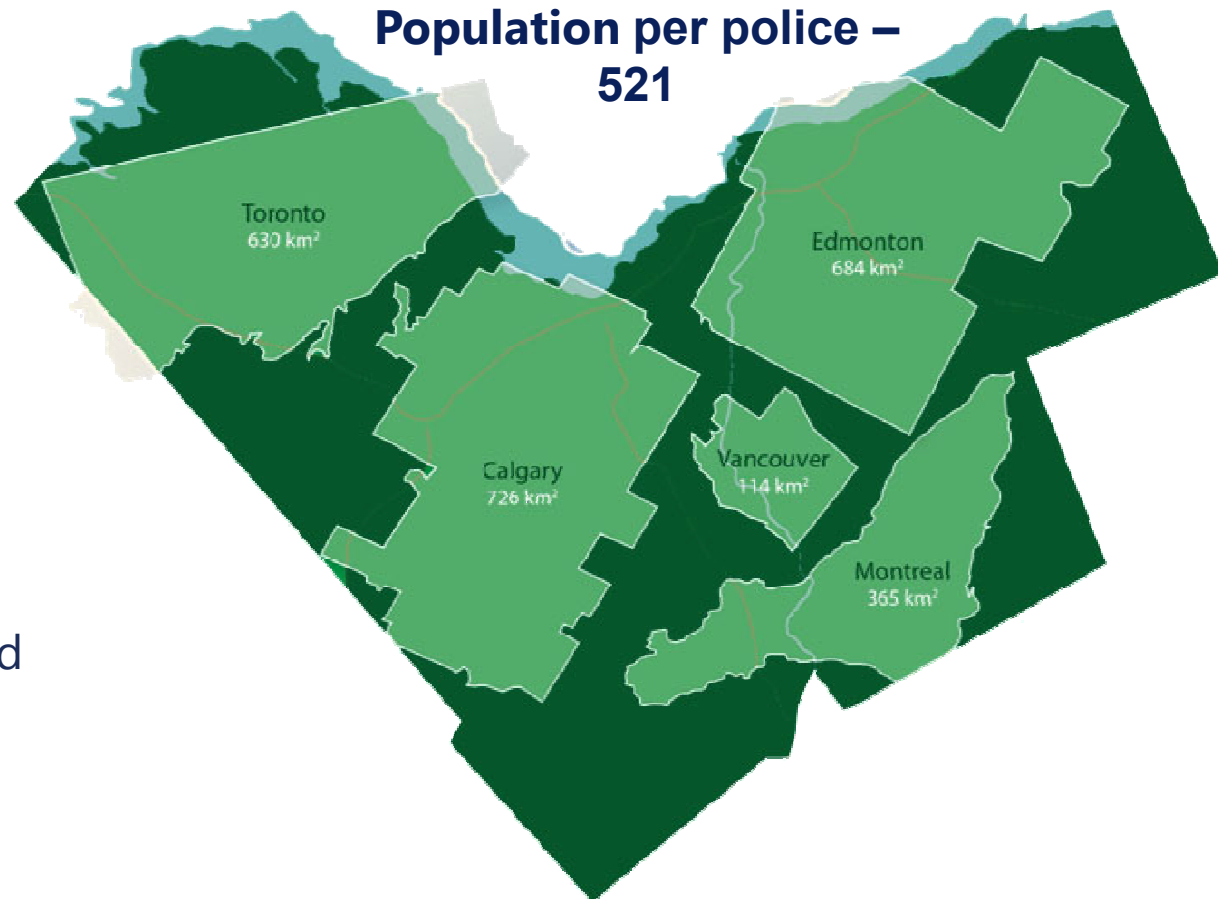 Population per police –
521
Toronto
630 km²
Edmonton
684 km²
Calgary
726 km²
Vancouver
114 km²
Montreal
365 km²
d